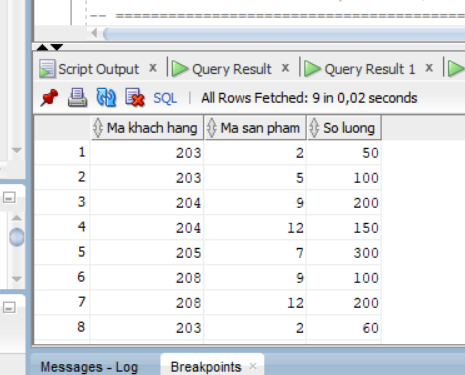 -- ================================
Script Output x Query Result x Query Result 1 x
SQL | All Rows Fetched: 9 in 0,02 seconds
Ma khach hang Ma san pham So luong
1 203 2 50
2 203 5 100
3 204 9 200
4 204 12 150
5 205 7 300
6 208 9 100
7 208 12 200
8 203 2 60
Messages - Log Breakpoints ×